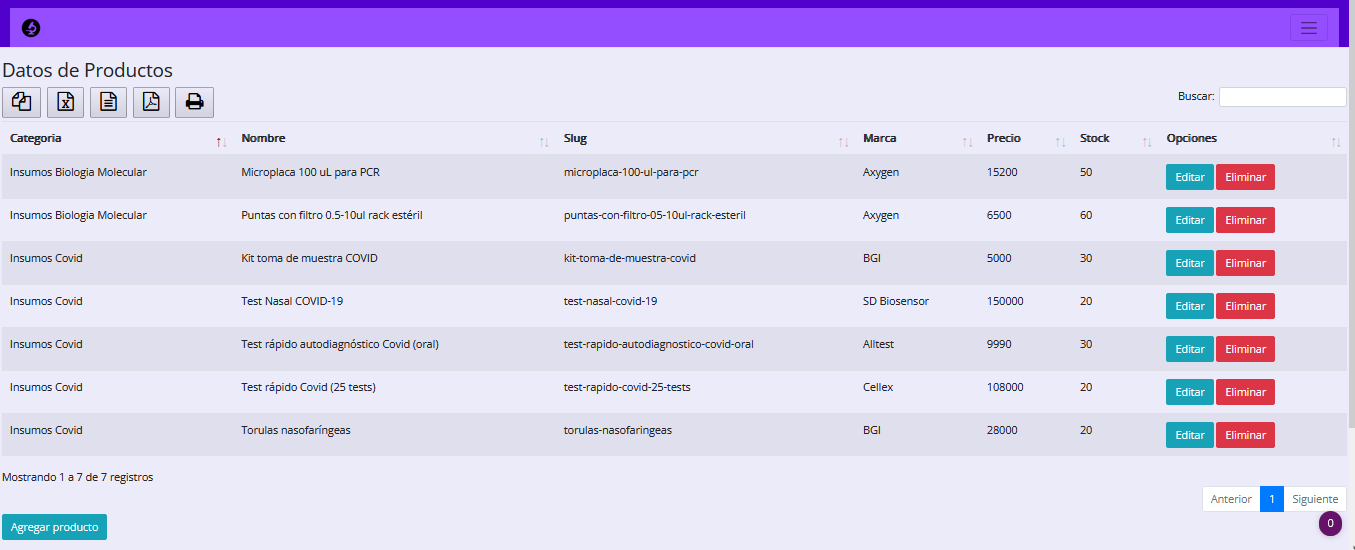 Datos de Productos
Buscar:
Categoria Nombre Slug Marca Precio Stock Opciones
Insumos Biologia Molecular Microplaca 100 uL para PCR microplaca-100-ul-para-pcr Axygen 15200 50 Editar Eliminar
Insumos Biologia Molecular Puntas con filtro 0.5-10ul rack estéril puntas-con-filtro-05-10ul-rack-esteril Axygen 6500 60 Editar Eliminar
Insumos Covid Kit toma de muestra COVID kit-toma-de-muestra-covid BGI 5000 30 Editar Eliminar
Insumos Covid Test Nasal COVID-19 test-nasal-covid-19 SD Biosensor 150000 20 Editar Eliminar
Insumos Covid Test rápido autodiagnóstico Covid (oral) test-rapido-autodiagnostico-covid-oral Alltest 9990 30 Editar Eliminar
Insumos Covid Test rápido Covid (25 tests) test-rapido-covid-25-tests Cellex 108000 20 Editar Eliminar
Insumos Covid Torulas nasofaríngeas torulas-nasofaringeas BGI 28000 20 Editar Eliminar
Mostrando 1 a 7 de 7 registros
Anterior 1 Siguiente
Agregar producto
0